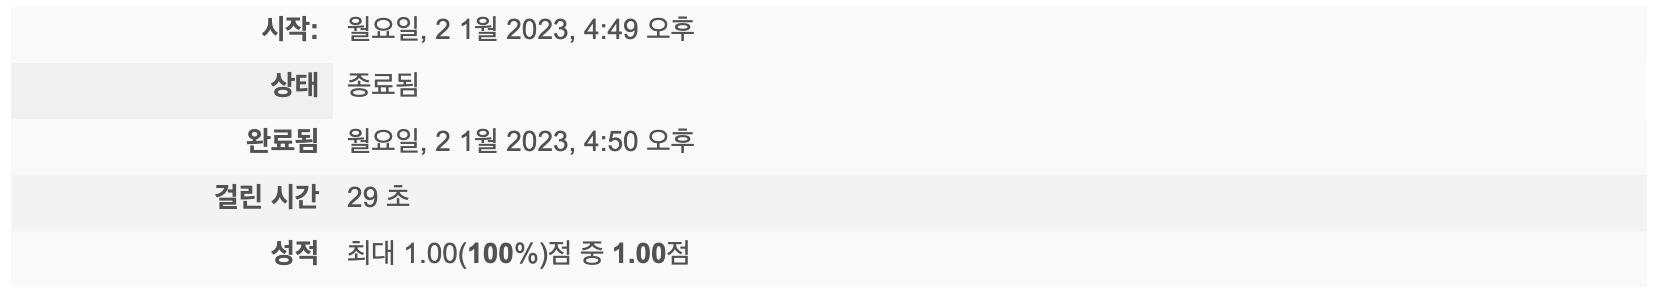 시작: 월요일, 2 1월 2023, 4:49 오후
상태 종료됨
완료됨 월요일, 2 1월 2023, 4:50 오후
걸린 시간 29 초
성적 최대 1.00(100%)점 중 1.00점